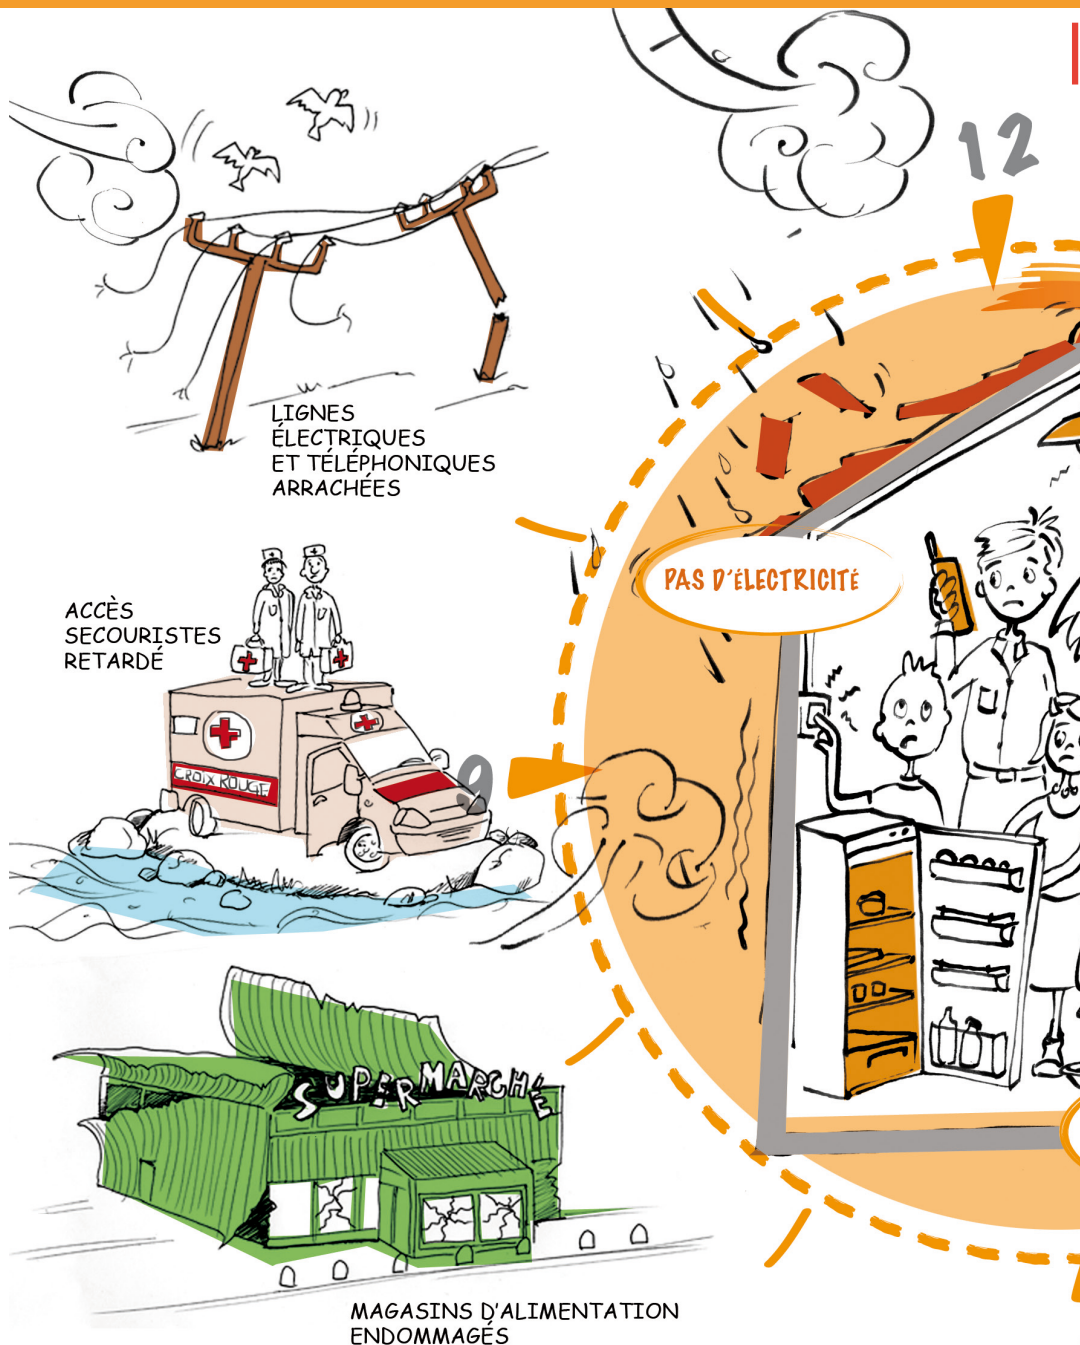 12
LIGNES
ÉLECTRIQUES
ET TÉLÉPHONIQUES
ARRACHÉES
PAS D'ÉLECTRICITÉ
ACCÈS
SECOURISTES
RETARDÉ
CROIX ROUGE
9
SUPERMARCHÉ
MAGASINS D'ALIMENTATION
ENDOMMAGÉS